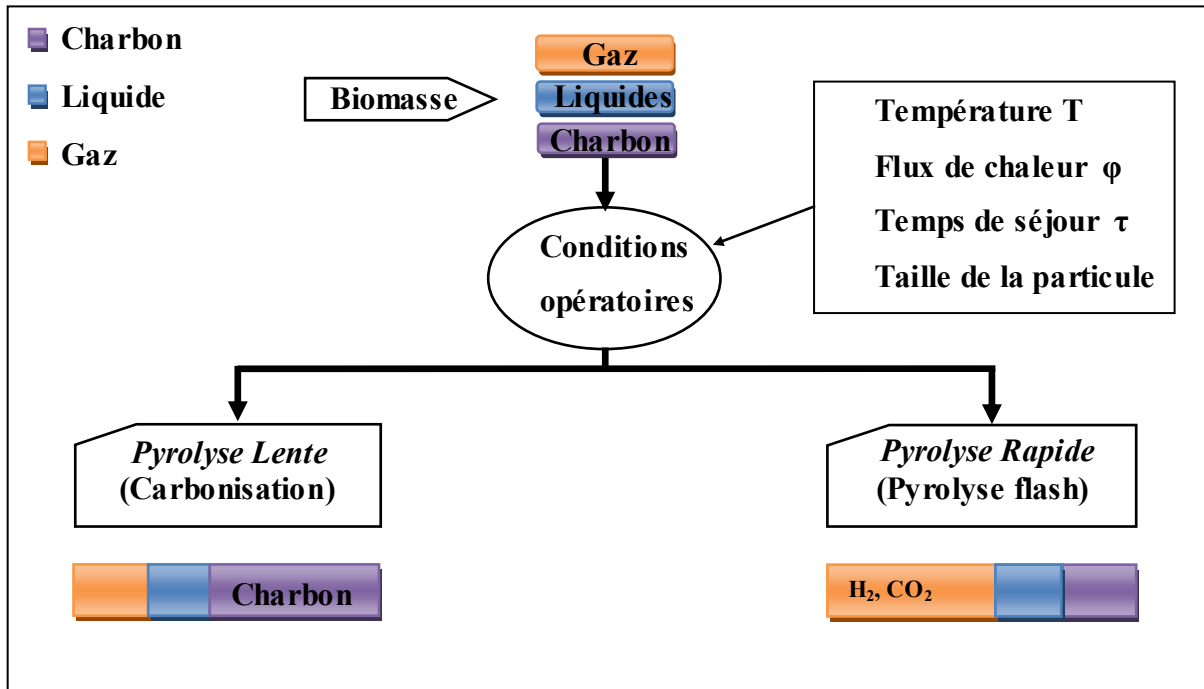 Charbon
Liquide
Gaz
Biomasse
Gaz
Liquides
Charbon
Température T
Flux de chaleur φ
Temps de séjour τ
Taille de la particule
Conditions
opératoires
Pyrolyse Lente
(Carbonisation)
Pyrolyse Rapide
(Pyrolyse flash)
Charbon
H₂, CO₂